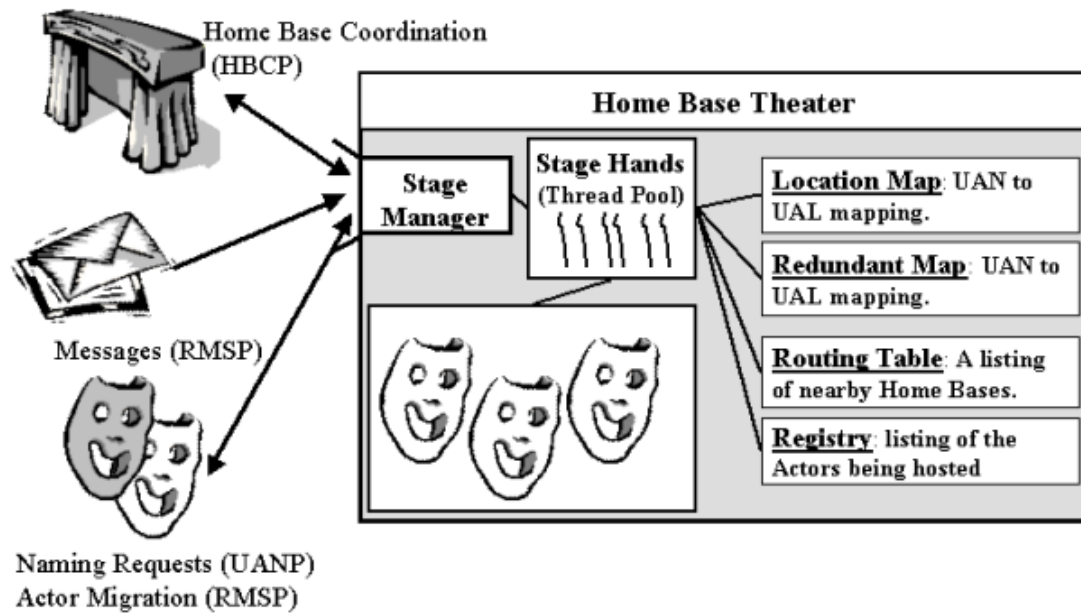 Home Base Coordination
(HBCP)
Home Base Theater
Stage
Manager
Stage Hands
(Thread Pool)
Location Map: UAN to
UAL mapping.
Redundant Map: UAN to
UAL mapping.
Routing Table: A listing
of nearby Home Bases.
Registry: listing of the
Actors being hosted
Messages (RMSP)
Naming Requests (UANP)
Actor Migration (RMSP)